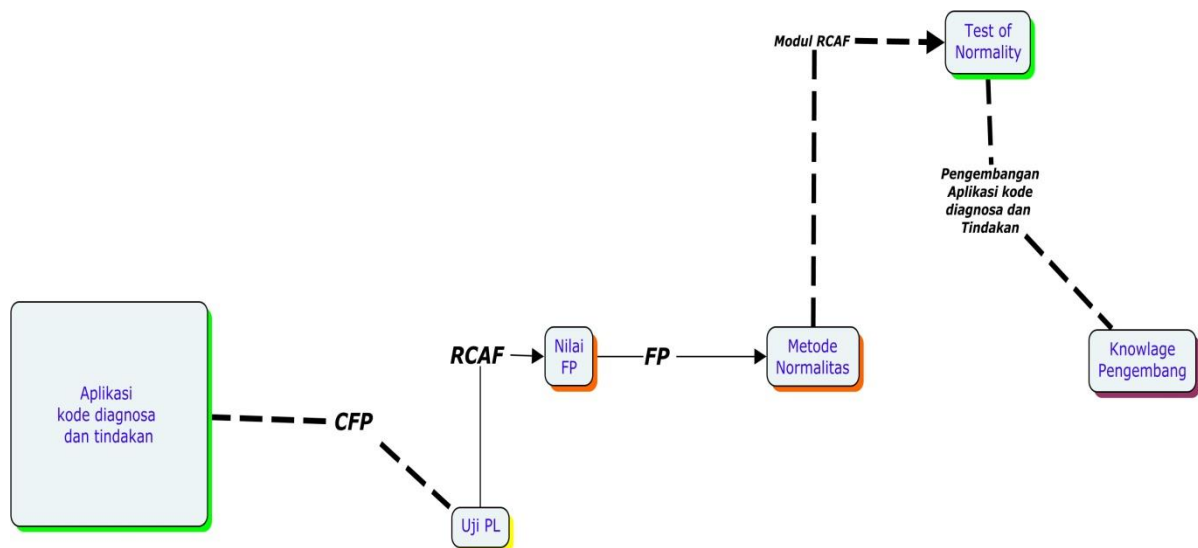 Aplikasi
kode diagnosa
dan tindakan
CFP
Uji PL
RCAF
Nilai
FP
FP
Metode
Normalitas
Modul RCAF
Test of
Normality
Pengembangan
Aplikasi kode
diagnosa dan
Tindakan
Knowlage
Pengembang